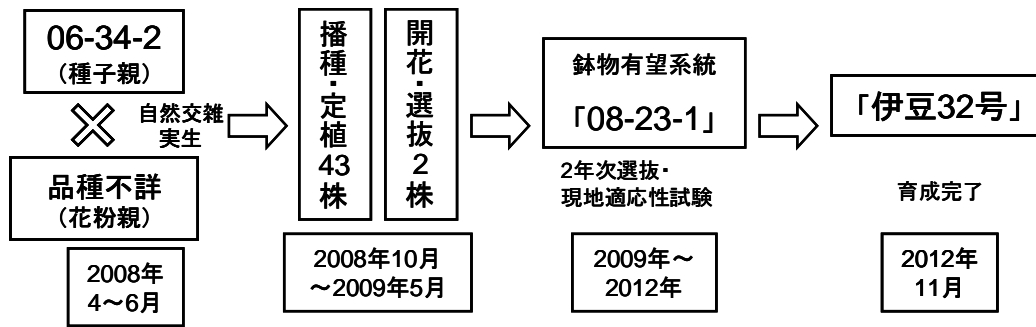 06-34-2
（種子親）
自然交雑
実生
品種不詳
（花粉親）
2008年
4～6月
播種・定植43株
開花・選抜2株
2008年10月
～2009年5月
鉢物有望系統
「08-23-1」
2年次選抜・
現地適応性試験
2009年～
2012年
「伊豆32号」
育成完了
2012年
11月